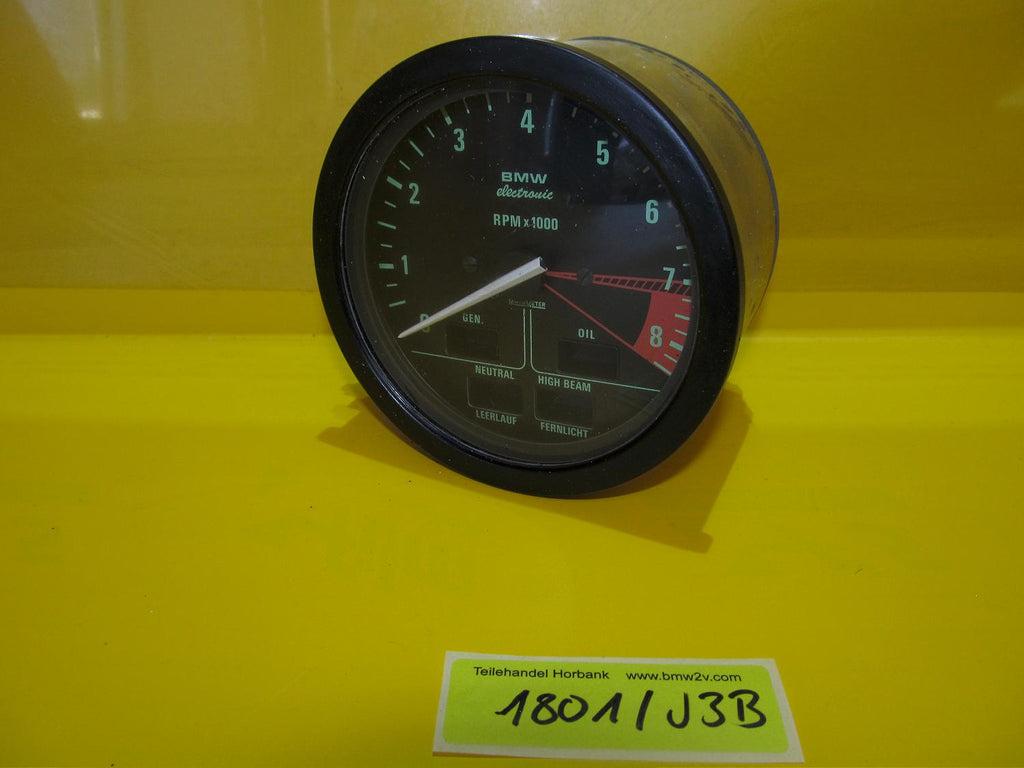 4
3
5
2
BMW
electronic
6
RPM x 1000
1
7
0
MOTOMETER
GEN.
OIL
8
NEUTRAL
HIGH BEAM
LEERLAUF
FERNLICHT
Teilehandel Horbank www.bmw2v.com
1801/J3B